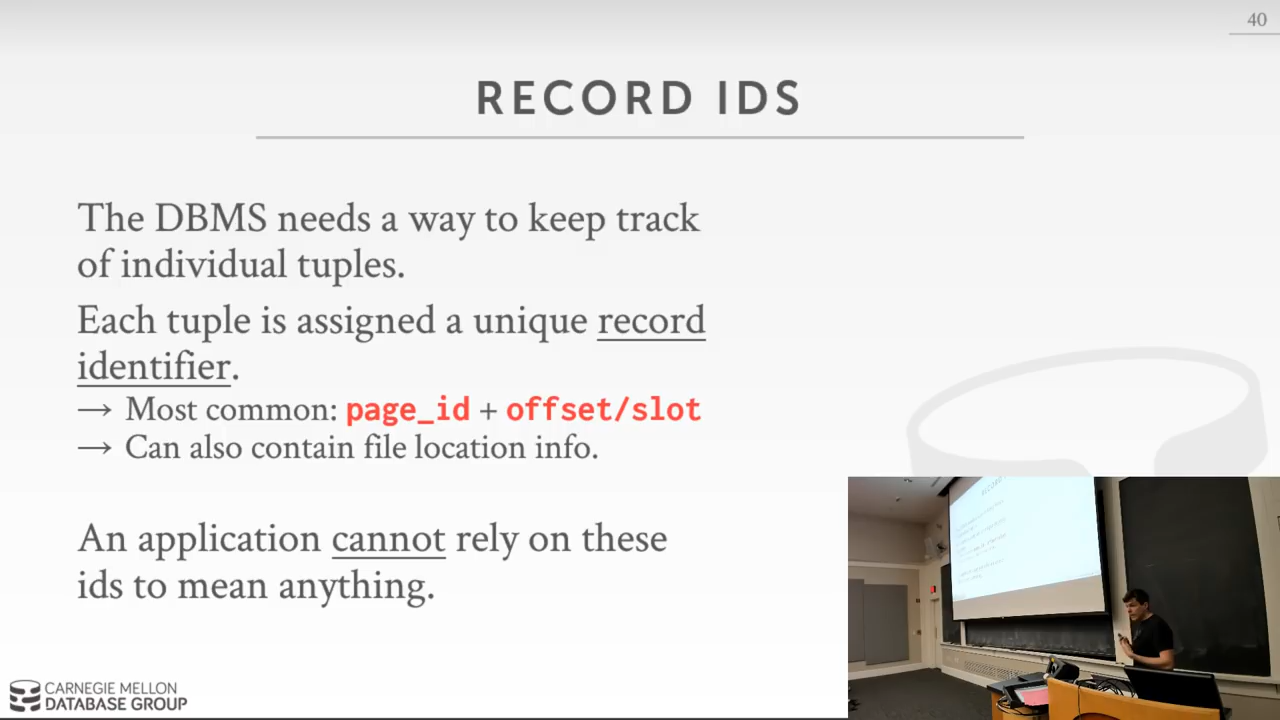 40
RECORD IDS
The DBMS needs a way to keep track
of individual tuples.
Each tuple is assigned a unique record
identifier.
→ Most common: page_id + offset/slot
→ Can also contain file location info.
An application cannot rely on these
ids to mean anything.
CARNEGIE MELLON
DATABASE GROUP